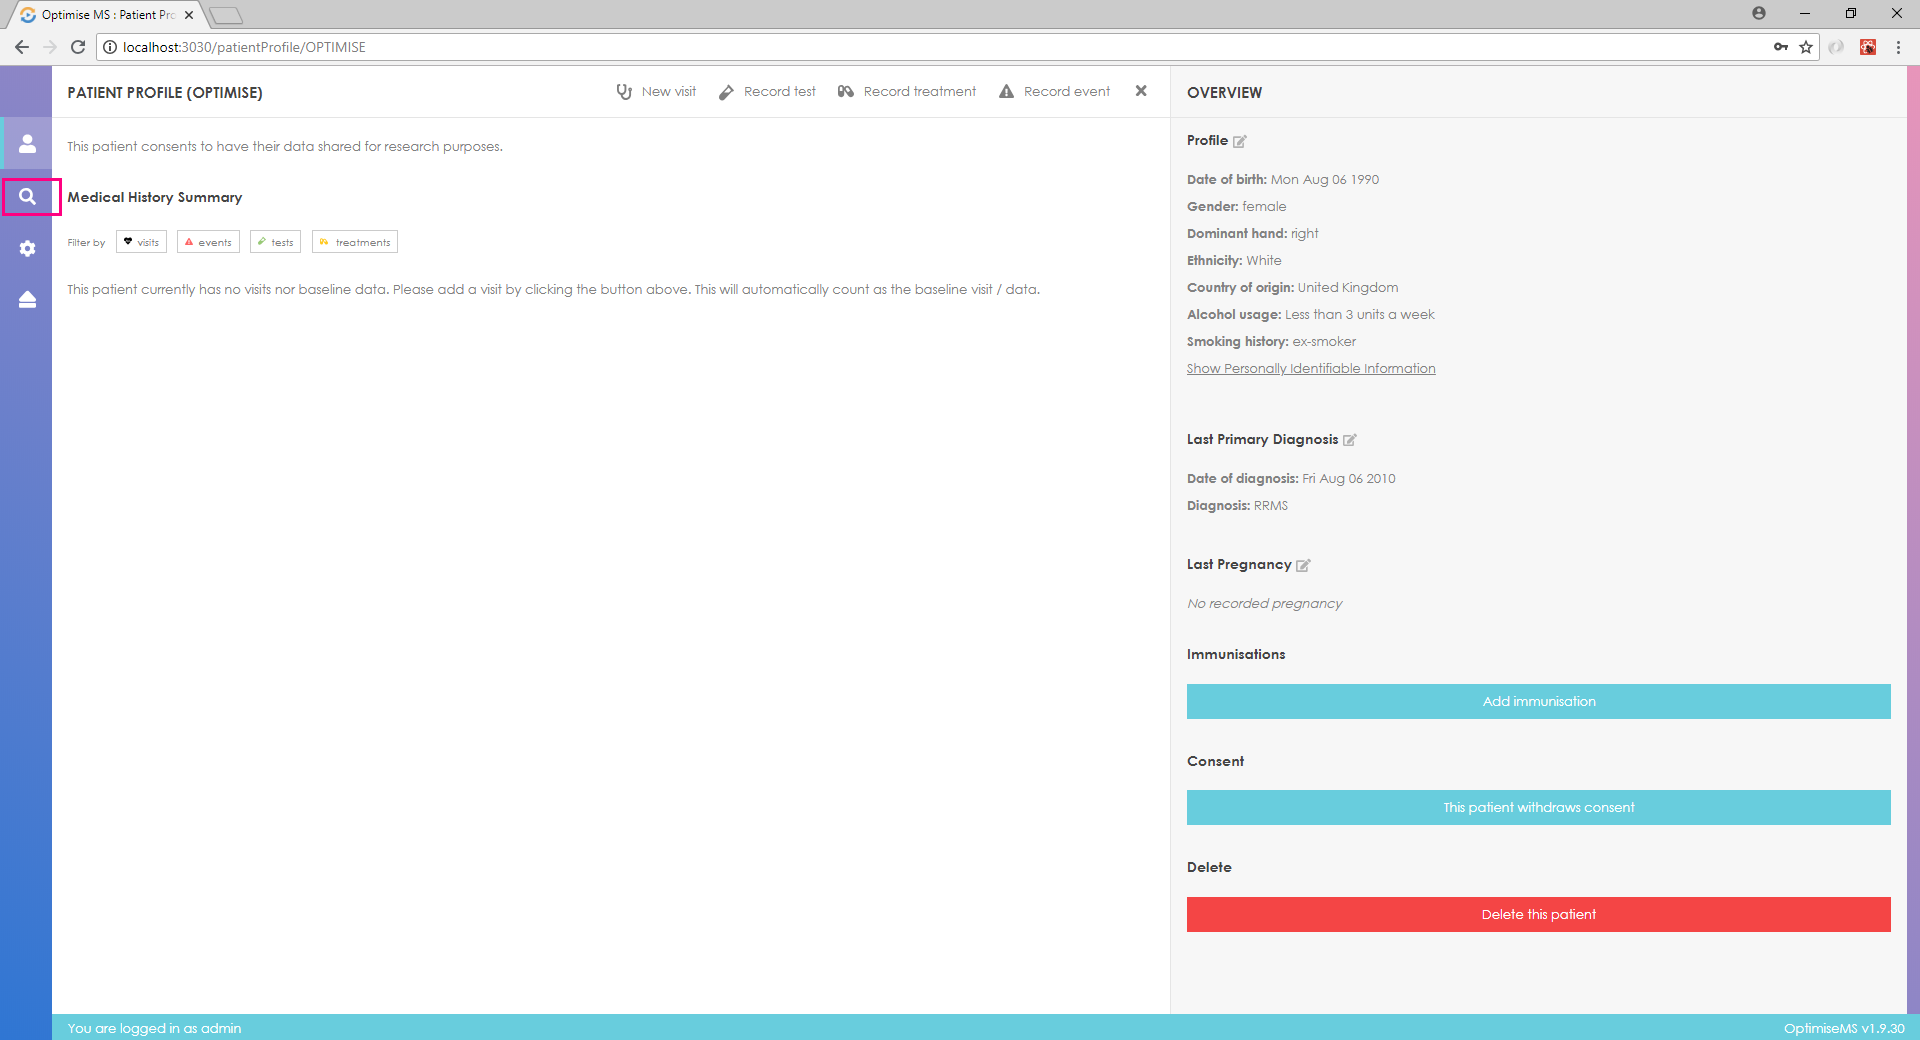 Optimise MS : Patient Pro
localhost:3030/patientProfile/OPTIMISE
PATIENT PROFILE (OPTIMISE)
New visit
Record test
Record treatment
Record event
This patient consents to have their data shared for research purposes.
Medical History Summary
Filter by
visits
events
tests
treatments
This patient currently has no visits nor baseline data. Please add a visit by clicking the button above. This will automatically count as the baseline visit / data.
OVERVIEW
Profile
Date of birth: Mon Aug 06 1990
Gender: female
Dominant hand: right
Ethnicity: White
Country of origin: United Kingdom
Alcohol usage: Less than 3 units a week
Smoking history: ex-smoker
Show Personally Identifiable Information
Last Primary Diagnosis
Date of diagnosis: Fri Aug 06 2010
Diagnosis: RRMS
Last Pregnancy
No recorded pregnancy
Immunisations
Add immunisation
Consent
This patient withdraws consent
Delete
Delete this patient
You are logged in as admin
OptimiseMS v1.9.30